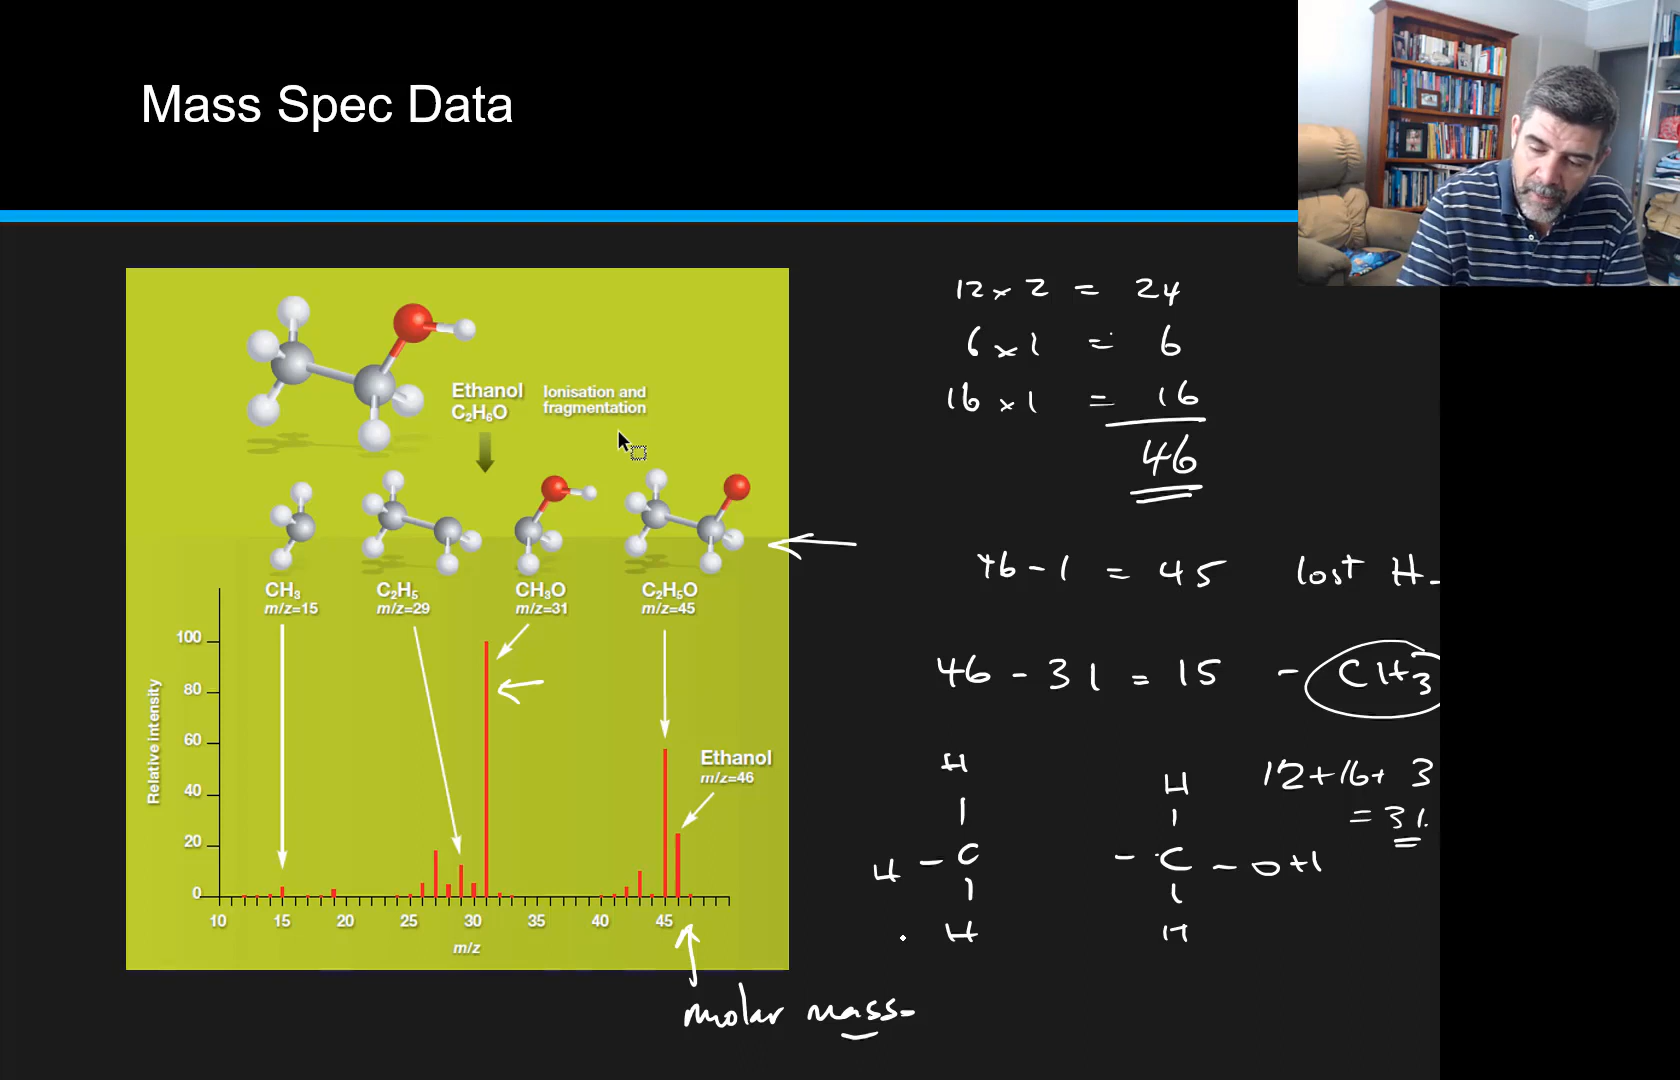 Mass Spec Data
Ethanol
C₂H₆O
Ionisation and
fragmentation
CH₃
m/z=15
C₂H₅
m/z=29
CH₃O
m/z=31
C₂H₅O
m/z=45
Relative intensity
100
80
60
40
20
0
Ethanol
m/z=46
10 15 20 25 30 35 40 45
m/z
molar mass
12 × 2 = 24
6 × 1 = 6
16 × 1 = 16
46
46 - 1 = 45 lost H
46 - 31 = 15 - CH₃
H
C
H
H
H
C - OH
H
12 + 16 + 3
= 31.